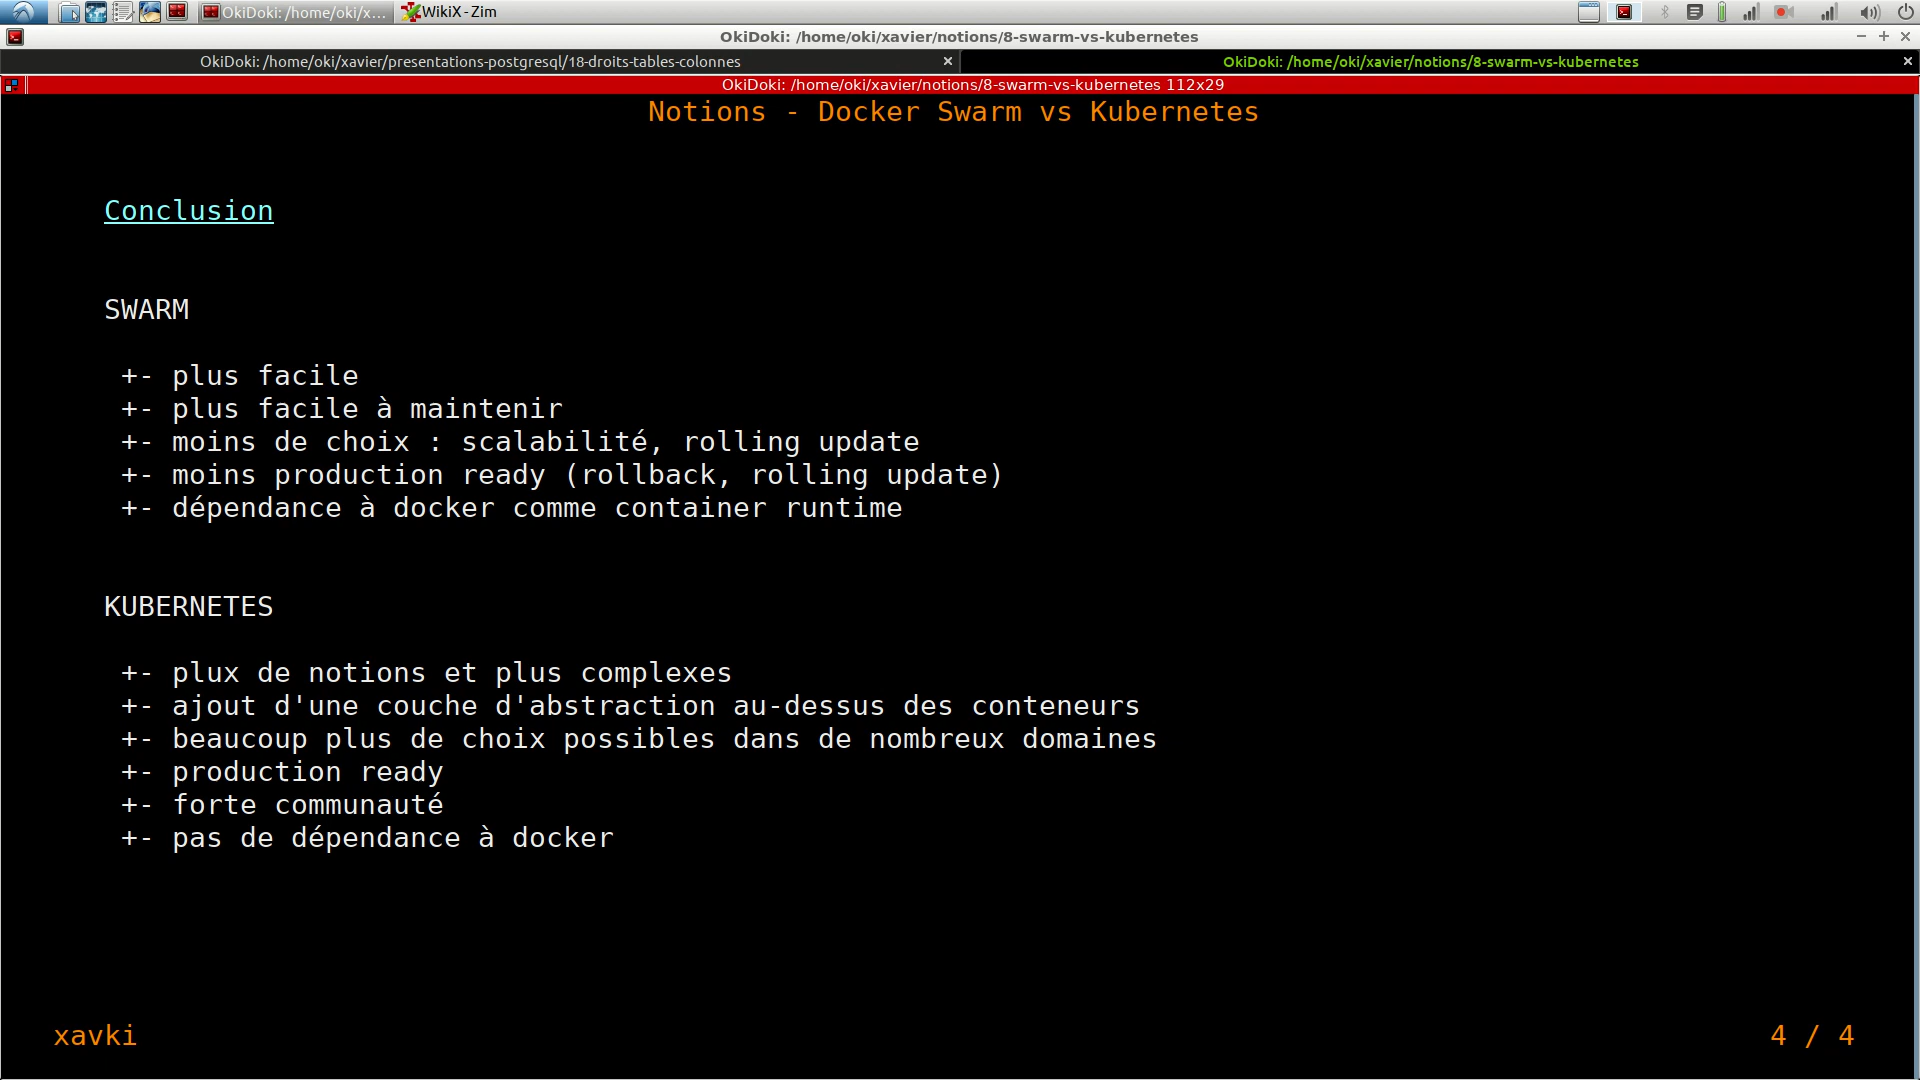 OkiDoki: /home/oki/x...
WikiX - Zim
OkiDoki: /home/oki/xavier/notions/8-swarm-vs-kubernetes
OkiDoki: /home/oki/xavier/presentations-postgresql/18-droits-tables-colonnes
OkiDoki: /home/oki/xavier/notions/8-swarm-vs-kubernetes
OkiDoki: /home/oki/xavier/notions/8-swarm-vs-kubernetes 112x29
Notions - Docker Swarm vs Kubernetes
Conclusion
SWARM
+- plus facile
+- plus facile à maintenir
+- moins de choix : scalabilité, rolling update
+- moins production ready (rollback, rolling update)
+- dépendance à docker comme container runtime
KUBERNETES
+- plux de notions et plus complexes
+- ajout d'une couche d'abstraction au-dessus des conteneurs
+- beaucoup plus de choix possibles dans de nombreux domaines
+- production ready
+- forte communauté
+- pas de dépendance à docker
xavki
4 / 4